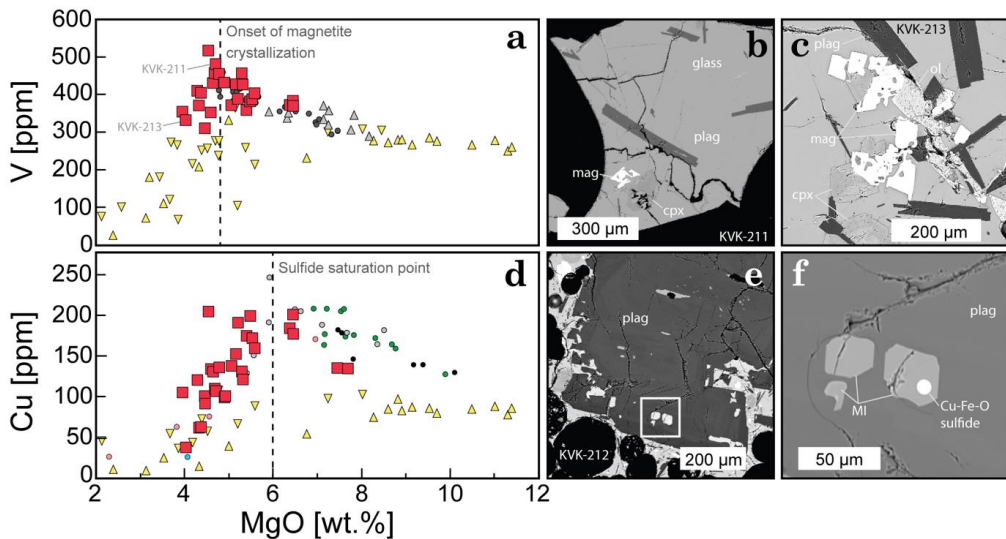 600
500
400
300
200
100
0
V [ppm]
Onset of magnetite
crystallization
a
KVK-211
KVK-213
b
glass
plag
mag
cpx
300 µm
KVK-211
c
KVK-213
plag
ol
mag
cpx
200 µm
250
200
150
100
50
0
Cu [ppm]
Sulfide saturation point
d
2
4
6
8
10
12
MgO [wt.%]
e
plag
KVK-212
200 µm
f
plag
MI
Cu-Fe-O
sulfide
50 µm